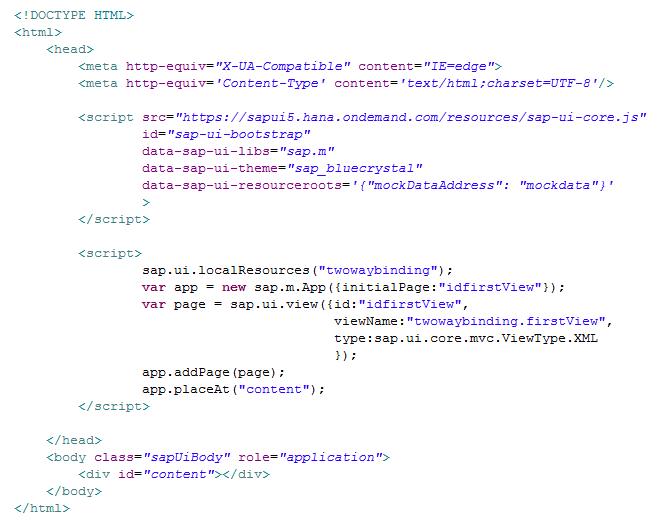 <!DOCTYPE HTML>
<html>
    <head>
        <meta http-equiv="X-UA-Compatible" content="IE=edge">
        <meta http-equiv='Content-Type' content='text/html;charset=UTF-8'/>

        <script src="https://sapui5.hana.ondemand.com/resources/sap-ui-core.js"
                id="sap-ui-bootstrap"
                data-sap-ui-libs="sap.m"
                data-sap-ui-theme="sap_bluecrystal"
                data-sap-ui-resourceroots='{"mockDataAddress": "mockdata"}'
                >
        </script>

        <script>
                sap.ui.localResources("twowaybinding");
                var app = new sap.m.App({initialPage:"idfirstView"});
                var page = sap.ui.view({id:"idfirstView",
                                        viewName:"twowaybinding.firstView",
                                        type:sap.ui.core.mvc.ViewType.XML
                                        });
                app.addPage(page);
                app.placeAt("content");
        </script>

    </head>
    <body class="sapUiBody" role="application">
        <div id="content"></div>
    </body>
</html>